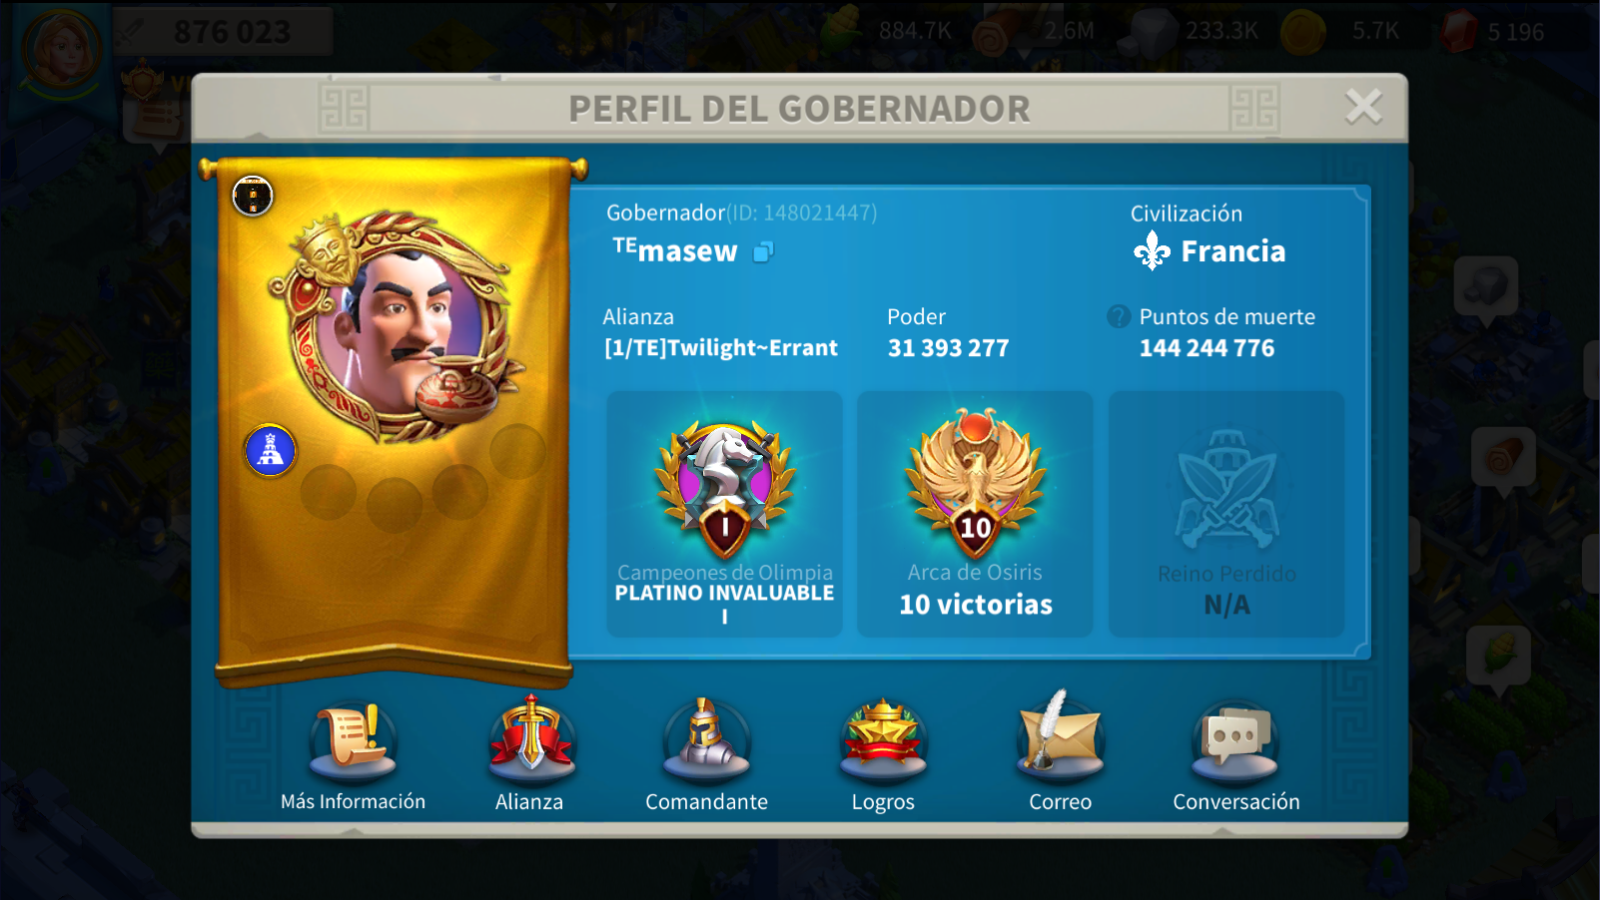 876 023
884.7K
2.6M
233.3K
5.7K
5 196
PERFIL DEL GOBERNADOR
Gobernador(ID: 148021447)
ᵀᴱmasew
Civilización
Francia
Alianza
[1/TE]Twilight~Errant
Poder
31 393 277
? Puntos de muerte
144 244 776
I
Campeones de Olimpia
PLATINO INVALUABLE
I
10
Arca de Osiris
10 victorias
Reino Perdido
N/A
Más Información
Alianza
Comandante
Logros
Correo
Conversación